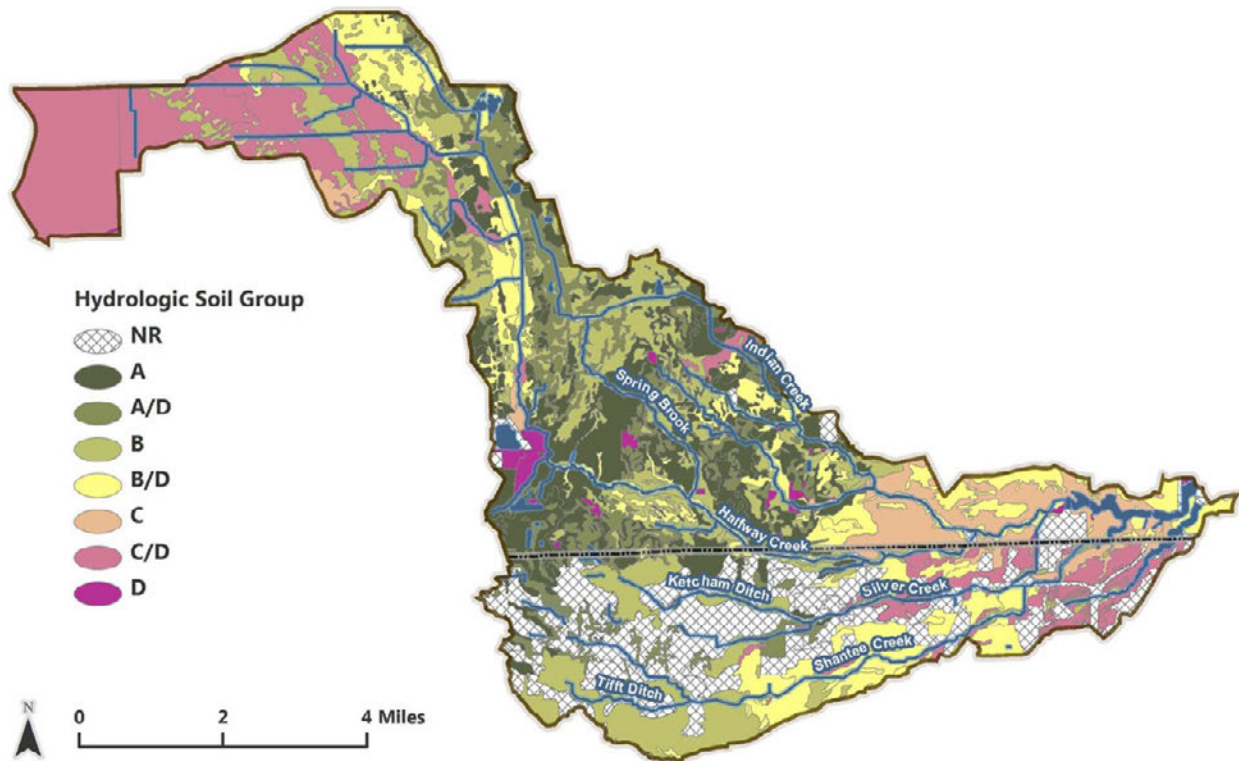 Hydrologic Soil Group
NR
A
A/D
B
B/D
C
C/D
D
Indian Creek
Spring Brook
Halfway Creek
Ketcham Ditch
Silver Creek
Shantee Creek
Tifft Ditch
N
0 2 4 Miles